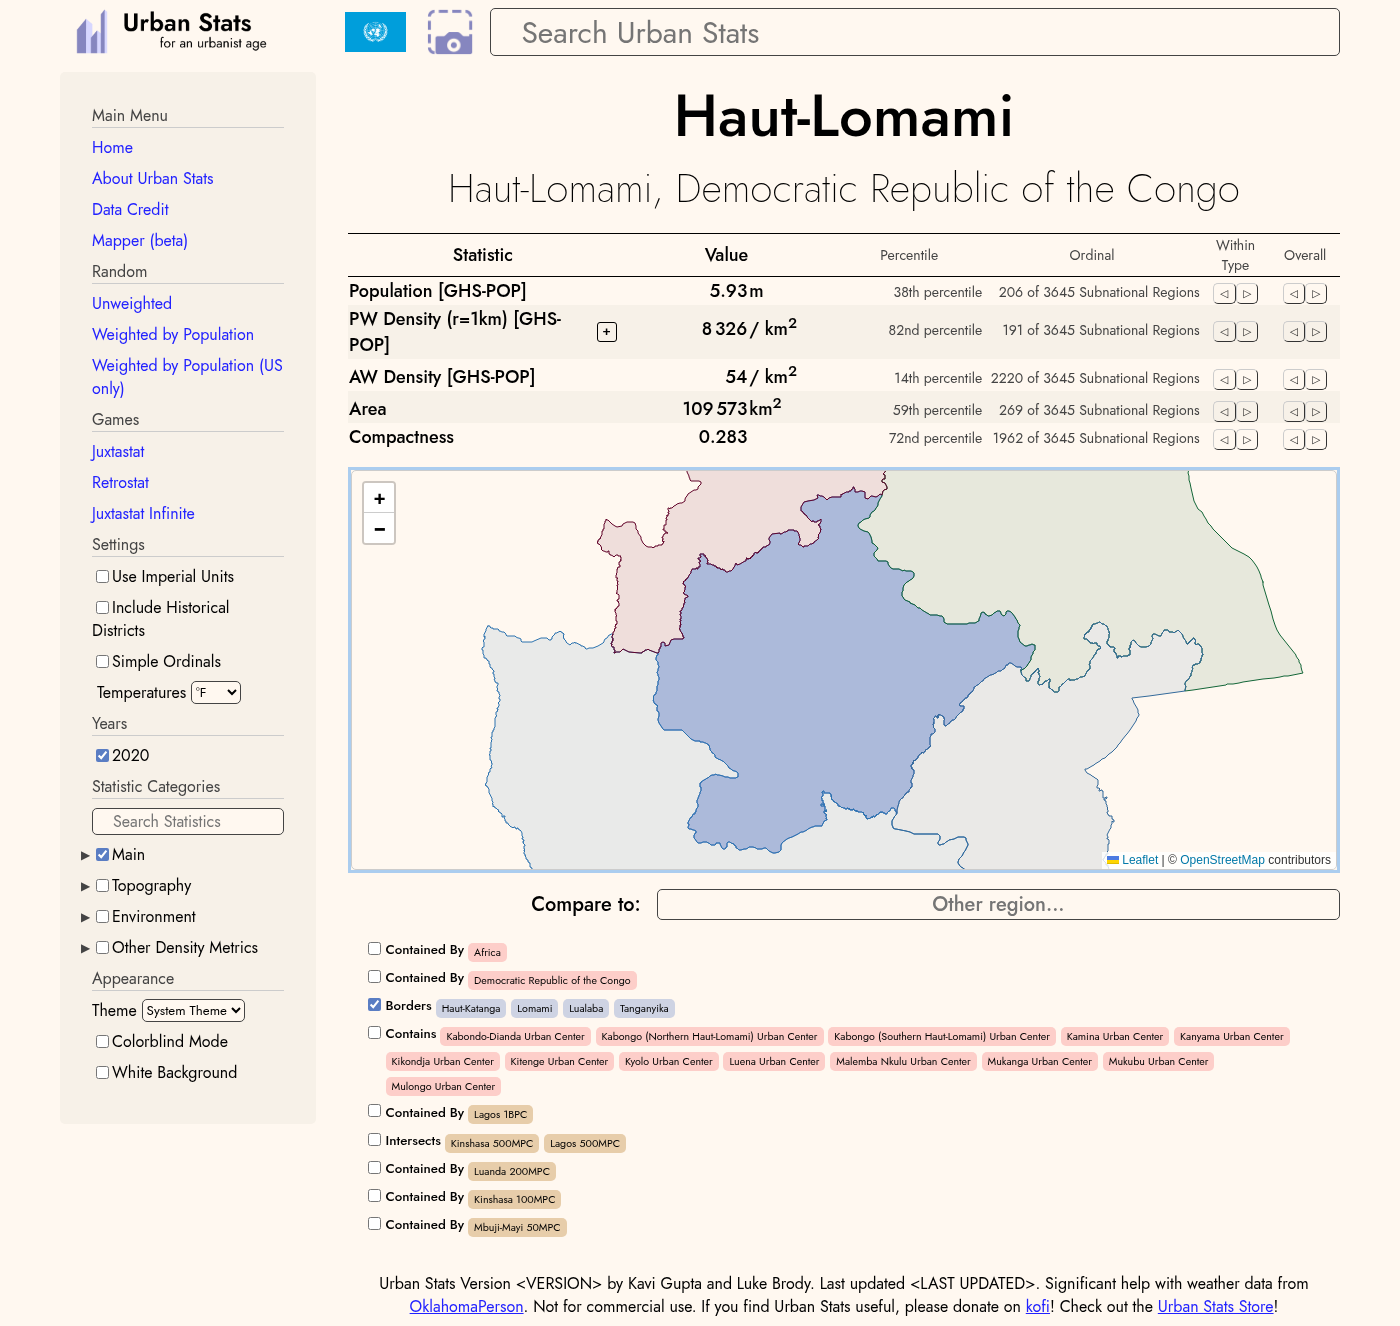 Urban Stats
for an urbanist age
Search Urban Stats
Main Menu
Home
About Urban Stats
Data Credit
Mapper (beta)
Random
Unweighted
Weighted by Population
Weighted by Population (US
only)
Games
Juxtastat
Retrostat
Juxtastat Infinite
Settings
Use Imperial Units
Include Historical
Districts
Simple Ordinals
Temperatures °F
Years
2020
Statistic Categories
Search Statistics
Main
Topography
Environment
Other Density Metrics
Appearance
Theme System Theme
Colorblind Mode
White Background
Haut-Lomami
Haut-Lomami, Democratic Republic of the Congo
Statistic Value Percentile Ordinal Within Type Overall
Population [GHS-POP] 5.93 m 38th percentile 206 of 3645 Subnational Regions
PW Density (r=1km) [GHS-POP] + 8 326 / km² 82nd percentile 191 of 3645 Subnational Regions
AW Density [GHS-POP] 54 / km² 14th percentile 2220 of 3645 Subnational Regions
Area 109 573 km² 59th percentile 269 of 3645 Subnational Regions
Compactness 0.283 72nd percentile 1962 of 3645 Subnational Regions
+
−
Leaflet | © OpenStreetMap contributors
Compare to: Other region...
Contained By Africa
Contained By Democratic Republic of the Congo
Borders Haut-Katanga Lomami Lualaba Tanganyika
Contains Kabondo-Dianda Urban Center Kabongo (Northern Haut-Lomami) Urban Center Kabongo (Southern Haut-Lomami) Urban Center Kamina Urban Center Kanyama Urban Center
Kikondja Urban Center Kitenge Urban Center Kyolo Urban Center Luena Urban Center Malemba Nkulu Urban Center Mukanga Urban Center Mukubu Urban Center
Mulongo Urban Center
Contained By Lagos 1BPC
Intersects Kinshasa 500MPC Lagos 500MPC
Contained By Luanda 200MPC
Contained By Kinshasa 100MPC
Contained By Mbuji-Mayi 50MPC
Urban Stats Version <VERSION> by Kavi Gupta and Luke Brody. Last updated <LAST UPDATED>. Significant help with weather data from
OklahomaPerson. Not for commercial use. If you find Urban Stats useful, please donate on kofi! Check out the Urban Stats Store!